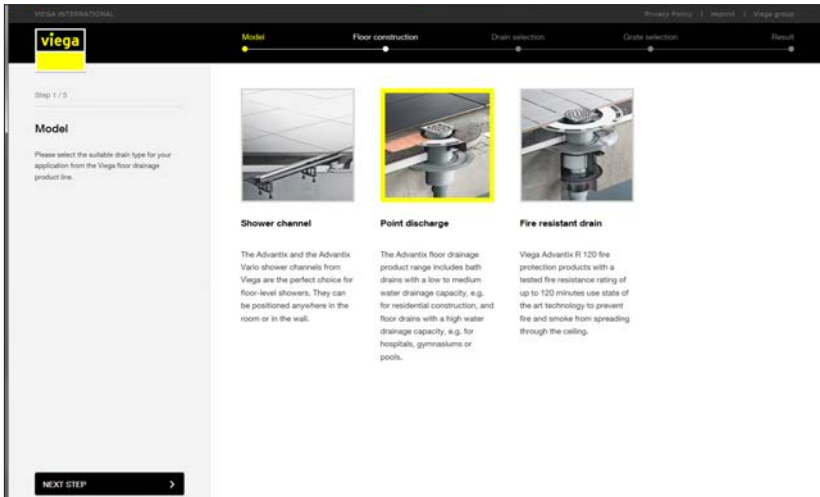 VIEGA INTERNATIONAL
Privacy Policy | Imprint | Viega group
viega
Model
Floor construction
Drain selection
Grate selection
Result
Step 1 / 5
Model
Please select the suitable drain type for your
application from the Viega floor drainage
product line.
Shower channel
The Advantix and the Advantix
Vario shower channels from
Viega are the perfect choice for
floor-level showers. They can
be positioned anywhere in the
room or in the wall.
Point discharge
The Advantix floor drainage
product range includes bath
drains with a low to medium
water drainage capacity, e.g.
for residential construction, and
floor drains with a high water
drainage capacity, e.g. for
hospitals, gymnasiums or
pools.
Fire resistant drain
Viega Advantix R 120 fire
protection products with a
tested fire resistance rating of
up to 120 minutes use state of
the art technology to prevent
fire and smoke from spreading
through the ceiling.
NEXT STEP